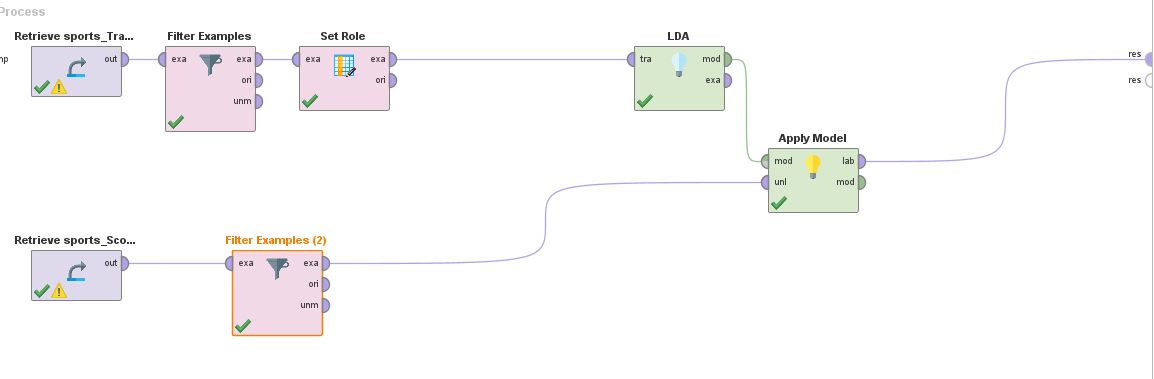 Process
Retrieve sports_Tra...
Filter Examples
Set Role
LDA
np
out
exa
exa
ori
unm
exa
exa
ori
tra
mod
exa
res
res
Apply Model
mod
lab
unl
mod
Retrieve sports_Sco...
Filter Examples (2)
out
exa
exa
ori
unm